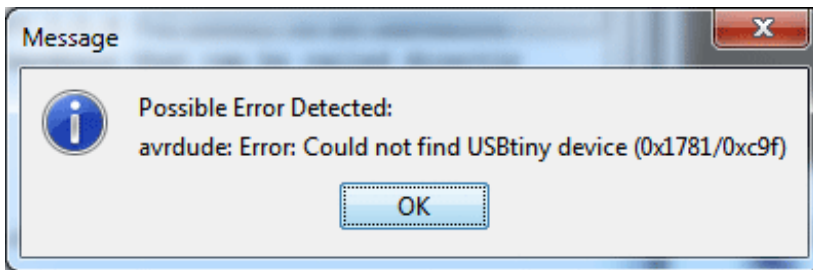 Message
Possible Error Detected:
avrdude: Error: Could not find USBtiny device (0x1781/0xc9f)
OK